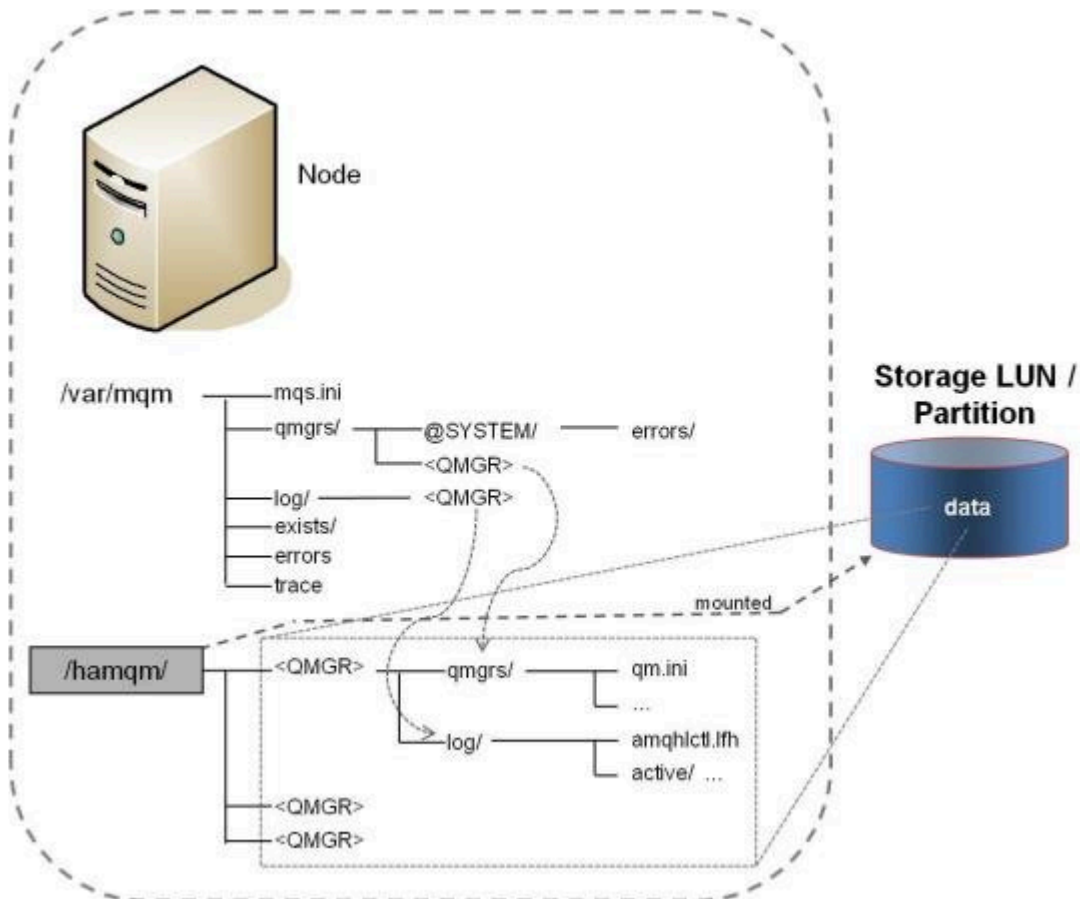 Node
Storage LUN /
Partition
data
/var/mqm
mqs.ini
qmgrs/
@SYSTEM/
errors/
<QMGR>
log/
<QMGR>
exists/
errors
trace
mounted
/hamqm/
<QMGR>
qmgrs/
qm.ini
...
log/
amqhlctl.lfh
active/ ...
<QMGR>
<QMGR>